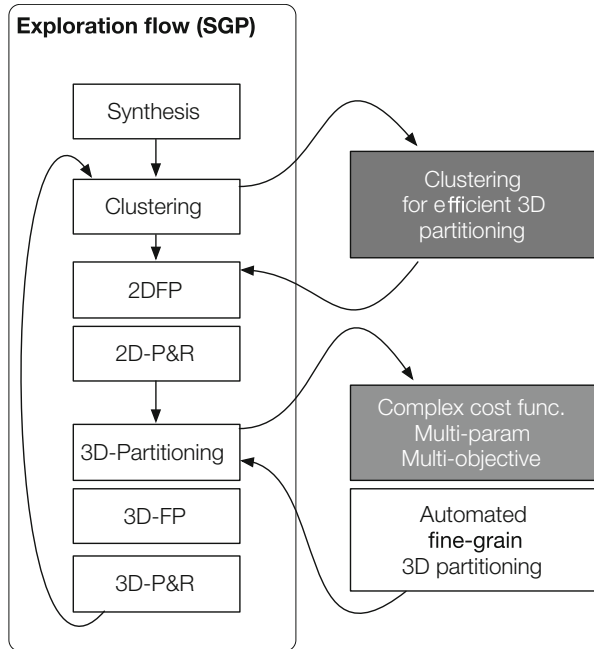 Exploration flow (SGP)
Synthesis
Clustering
2DFP
2D-P&R
3D-Partitioning
3D-FP
3D-P&R
Clustering
for efficient 3D
partitioning
Complex cost func.
Multi-param
Multi-objective
Automated
fine-grain
3D partitioning